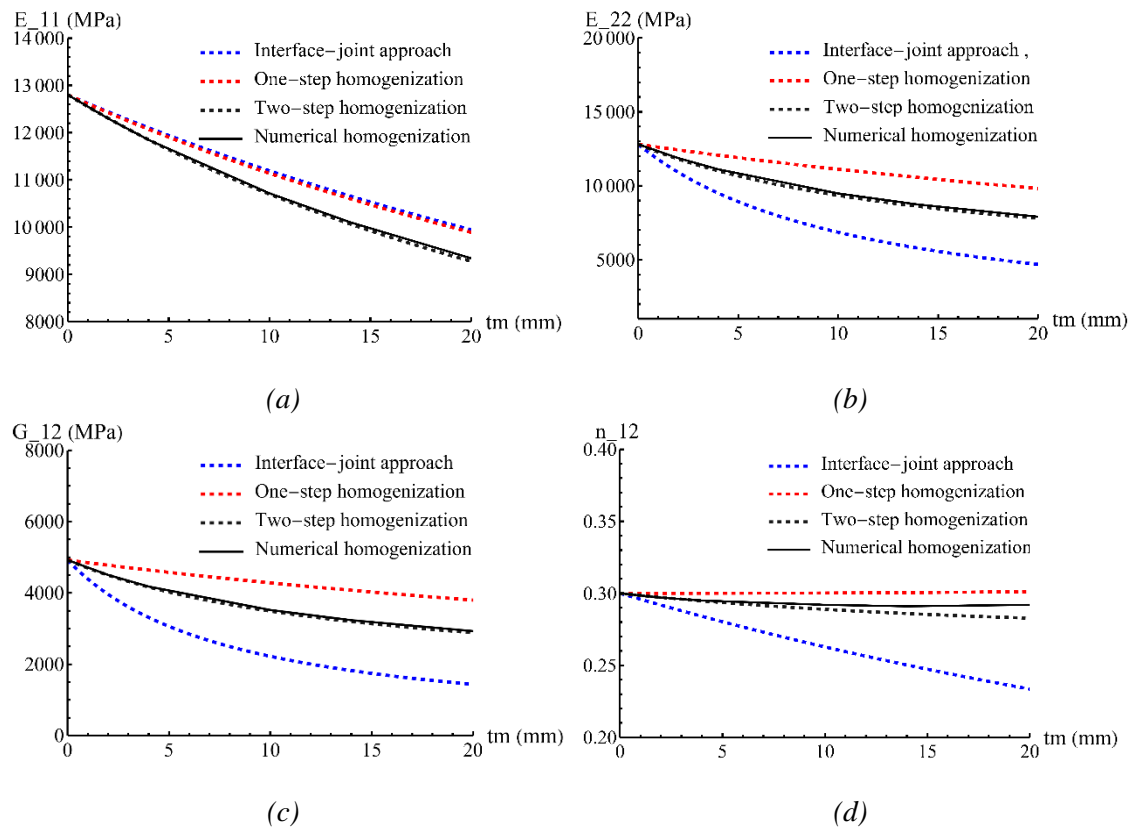 E_11 (MPa)
14 000
13 000
12 000
11 000
10 000
9000
8000
0
5
10
15
20
tm (mm)
Interface−joint approach
One−step homogenization
Two−step homogenization
Numerical homogenization
(a)
E_22 (MPa)
20 000
15 000
10 000
5000
0
5
10
15
20
tm (mm)
Interface−joint approach ,
One−step homogenization
Two−step homogenization
Numerical homogenization
(b)
G_12 (MPa)
8000
6000
4000
2000
0
0
5
10
15
20
tm (mm)
Interface−joint approach
One−step homogenization
Two−step homogenization
Numerical homogenization
(c)
n_12
0.40
0.35
0.30
0.25
0.20
0
5
10
15
20
tm (mm)
Interface−joint approach
One−step homogenization
Two−step homogenization
Numerical homogenization
(d)